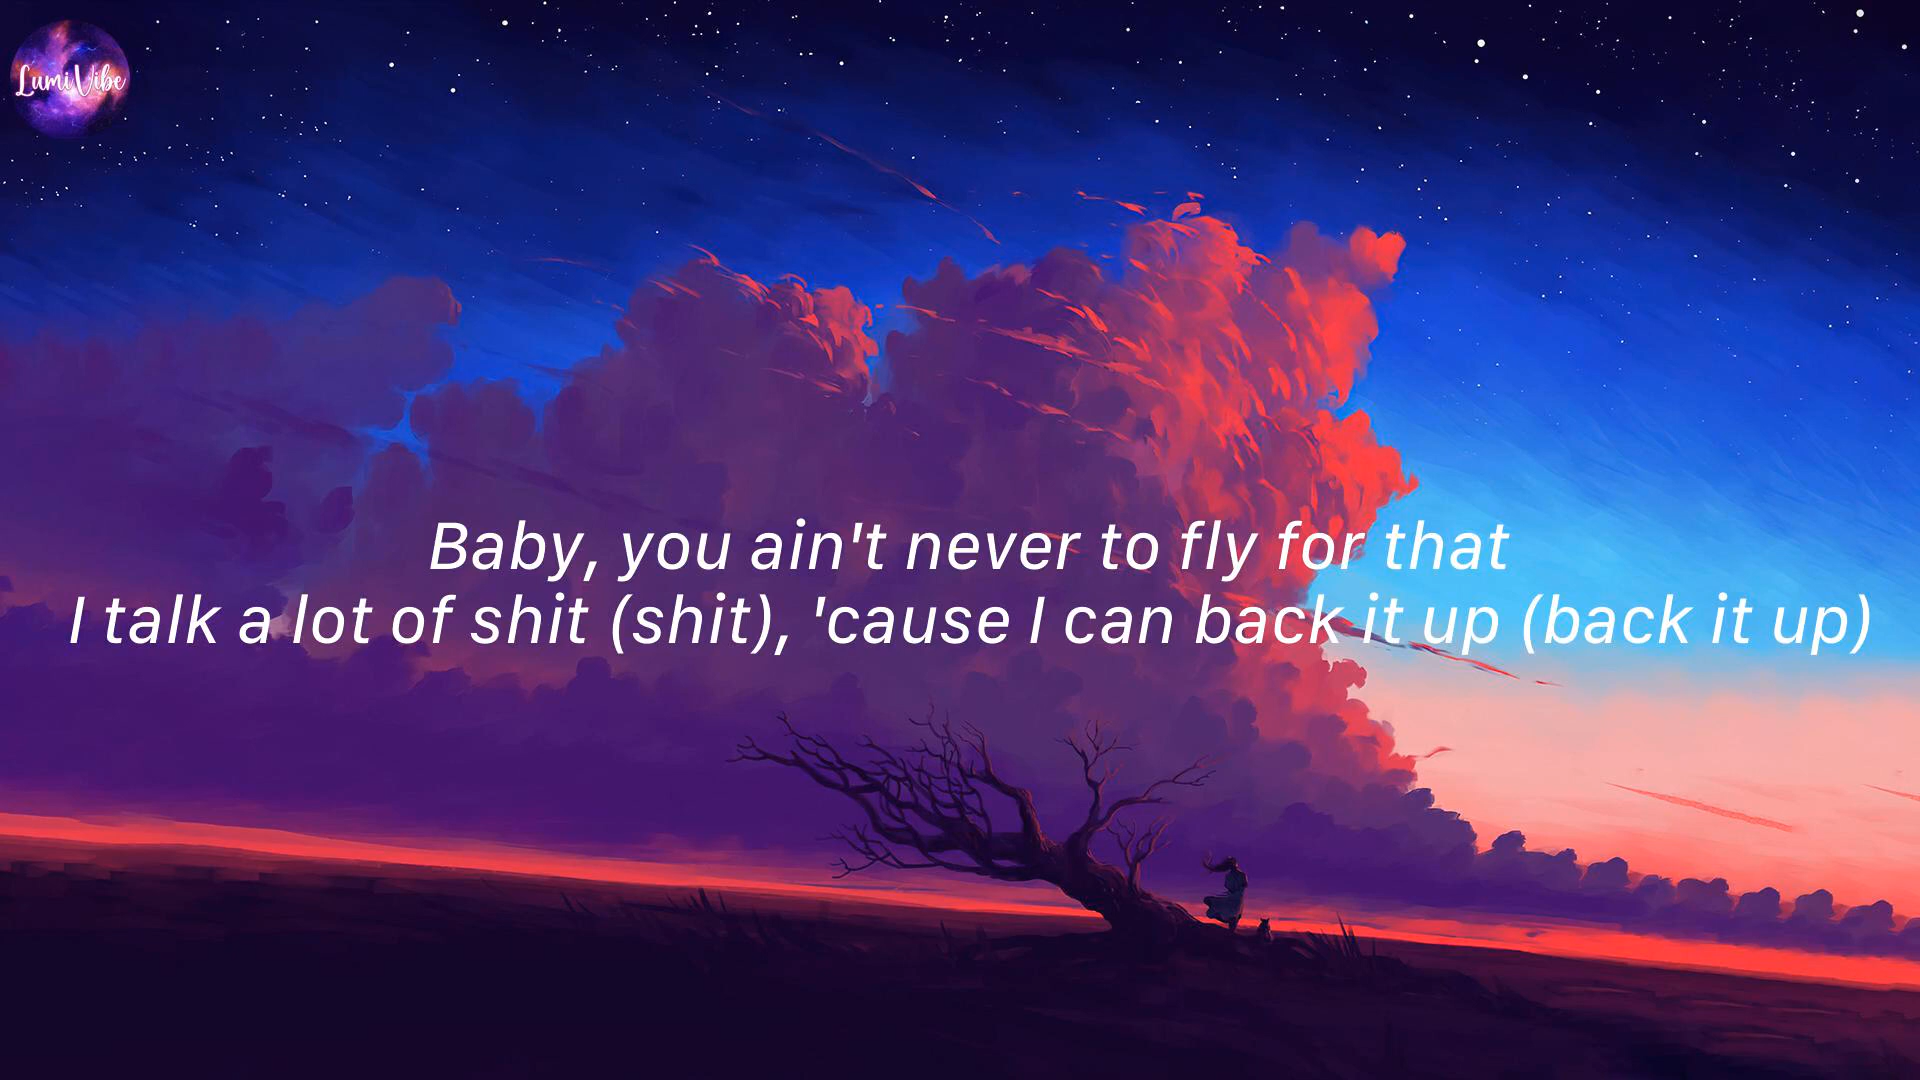 LumiVibe
Baby, you ain't never to fly for that
I talk a lot of shit (shit), 'cause I can back it up (back it up)